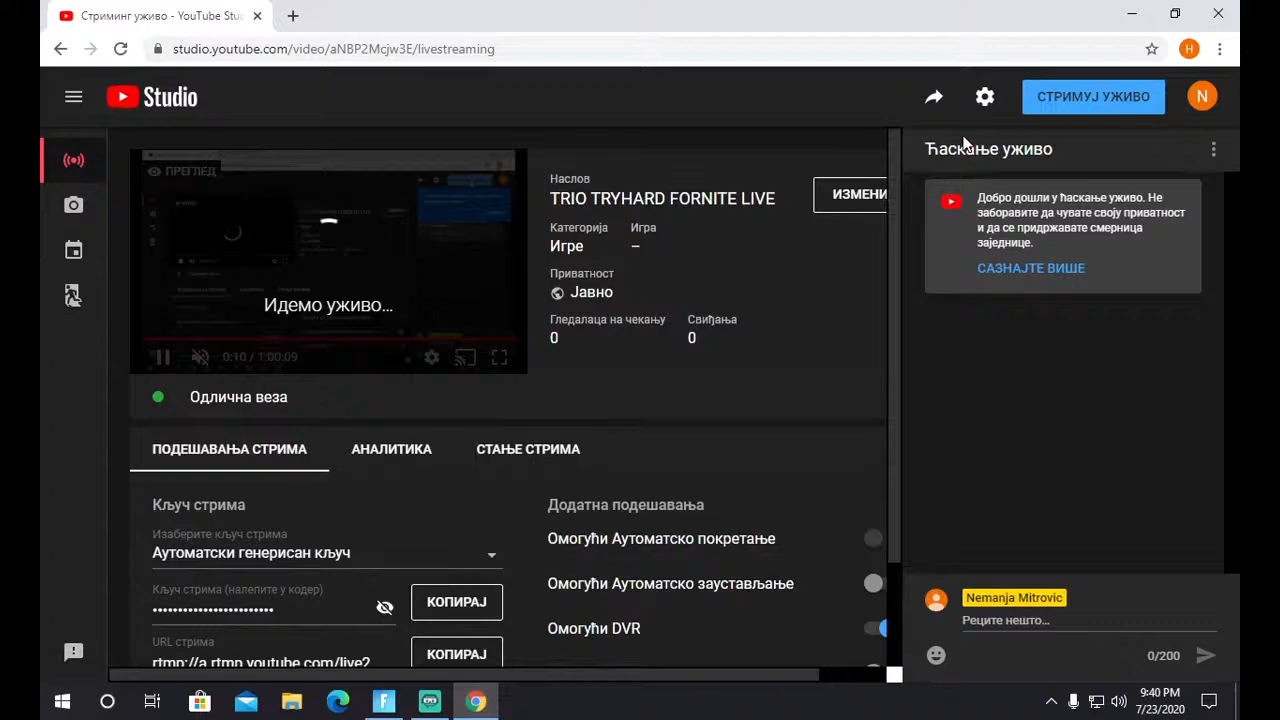 Стриминг уживо - YouTube Stu
studio.youtube.com/video/aNBP2Mcjw3E/livestreaming
H
Studio
СТРИМУЈ УЖИВО
N
ПРЕГЛЕД
Идемо уживо...
0:10 / 1:00:09
Одлична веза
Наслов
TRIO TRYHARD FORNITE LIVE
ИЗМЕНИ
Категорија Игра
Игре –
Приватност
Јавно
Гледалаца на чекању Свиђања
0 0
ПОДЕШАВАЊА СТРИМА АНАЛИТИКА СТАЊЕ СТРИМА
Кључ стрима
Изаберите кључ стрима
Аутоматски генерисан кључ
Кључ стрима (налепите у кодер)
КОПИРАЈ
URL стрима
rtmp://a.rtmp.youtube.com/live2
КОПИРАЈ
Додатна подешавања
Омогући Аутоматско покретање
Омогући Аутоматско заустављање
Омогући DVR
Ћаскање уживо
Добро дошли у ћаскање уживо. Не
заборавите да чувате своју приватност
и да се придржавате смерница
заједнице.
САЗНАЈТЕ ВИШЕ
Nemanja Mitrovic
Реците нешто...
0/200
9:40 PM
7/23/2020